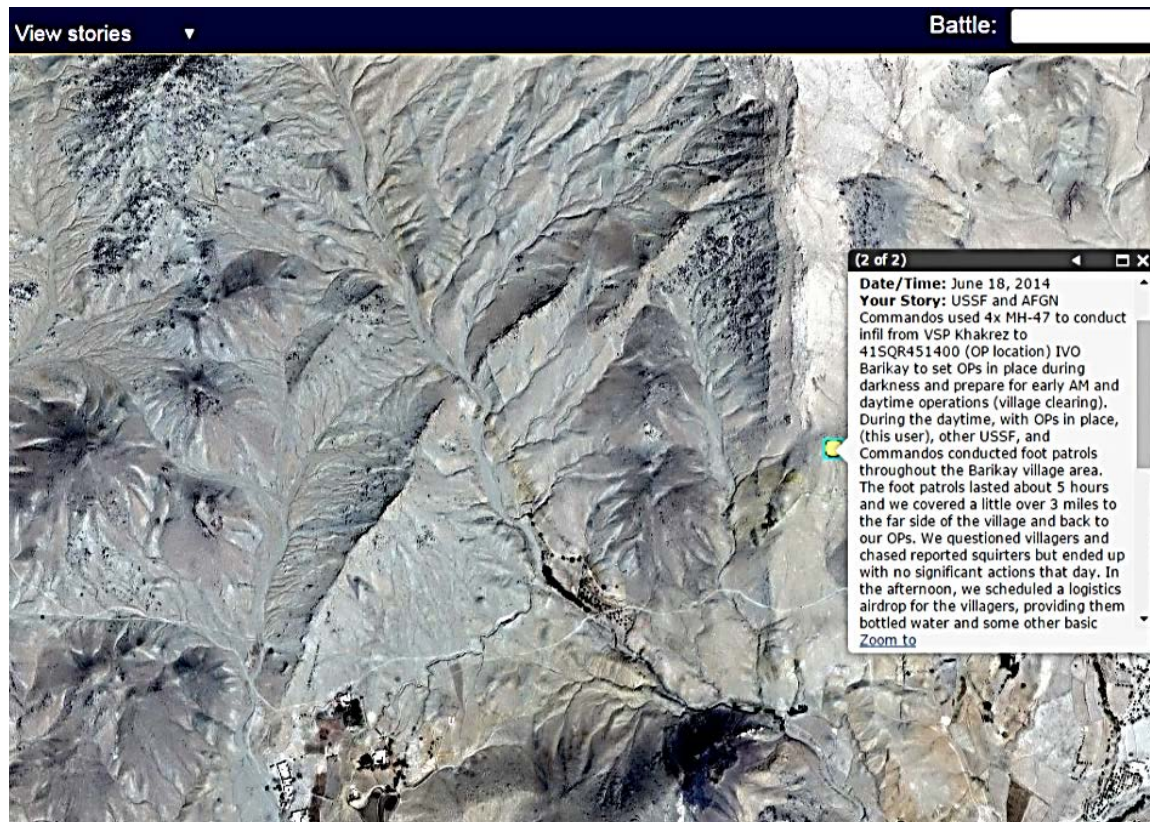 View stories
Battle:
(2 of 2)
Date/Time: June 18, 2014
Your Story: USSF and AFGN
Commandos used 4x MH-47 to conduct
infil from VSP Khakrez to
41SQR451400 (OP location) IVO
Barikay to set OPs in place during
darkness and prepare for early AM and
daytime operations (village clearing).
During the daytime, with OPs in place,
(this user), other USSF, and
Commandos conducted foot patrols
throughout the Barikay village area.
The foot patrols lasted about 5 hours
and we covered a little over 3 miles to
the far side of the village and back to
our OPs. We questioned villagers and
chased reported squirters but ended up
with no significant actions that day. In
the afternoon, we scheduled a logistics
airdrop for the villagers, providing them
bottled water and some other basic
Zoom to